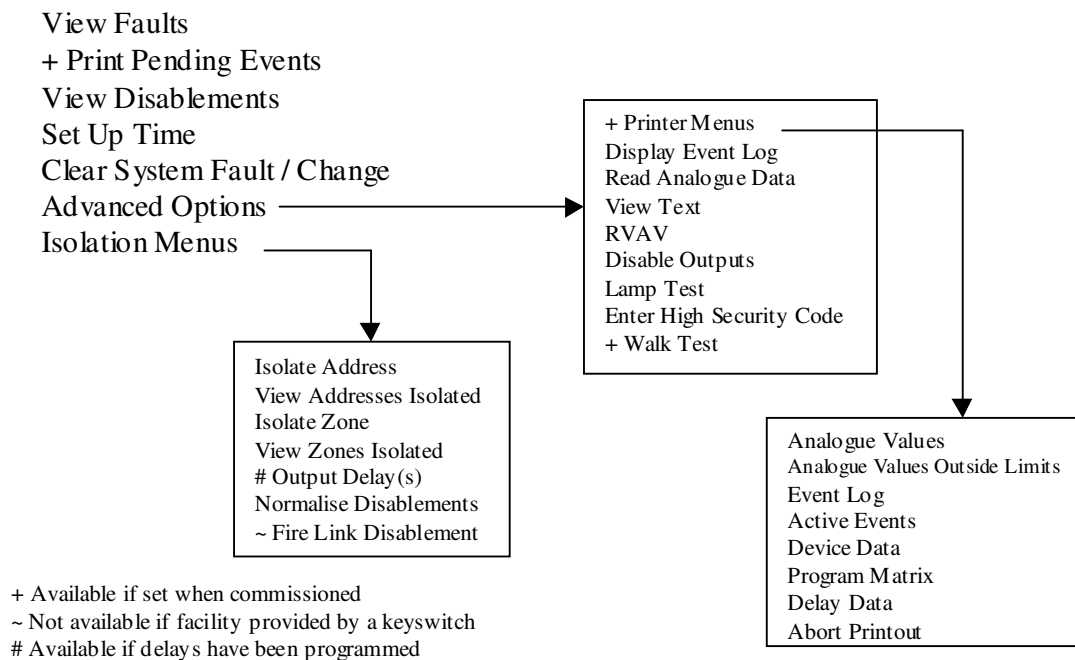 View Faults
+ Print Pending Events
View Disablements
Set Up Time
Clear System Fault / Change
Advanced Options
Isolation Menus
+ Printer Menus
Display Event Log
Read Analogue Data
View Text
RVAV
Disable Outputs
Lamp Test
Enter High Security Code
+ Walk Test
Isolate Address
View Addresses Isolated
Isolate Zone
View Zones Isolated
# Output Delay(s)
Normalise Disablements
~ Fire Link Disablement
Analogue Values
Analogue Values Outside Limits
Event Log
Active Events
Device Data
Program Matrix
Delay Data
Abort Printout
+ Available if set when commissioned
~ Not available if facility provided by a keyswitch
# Available if delays have been programmed